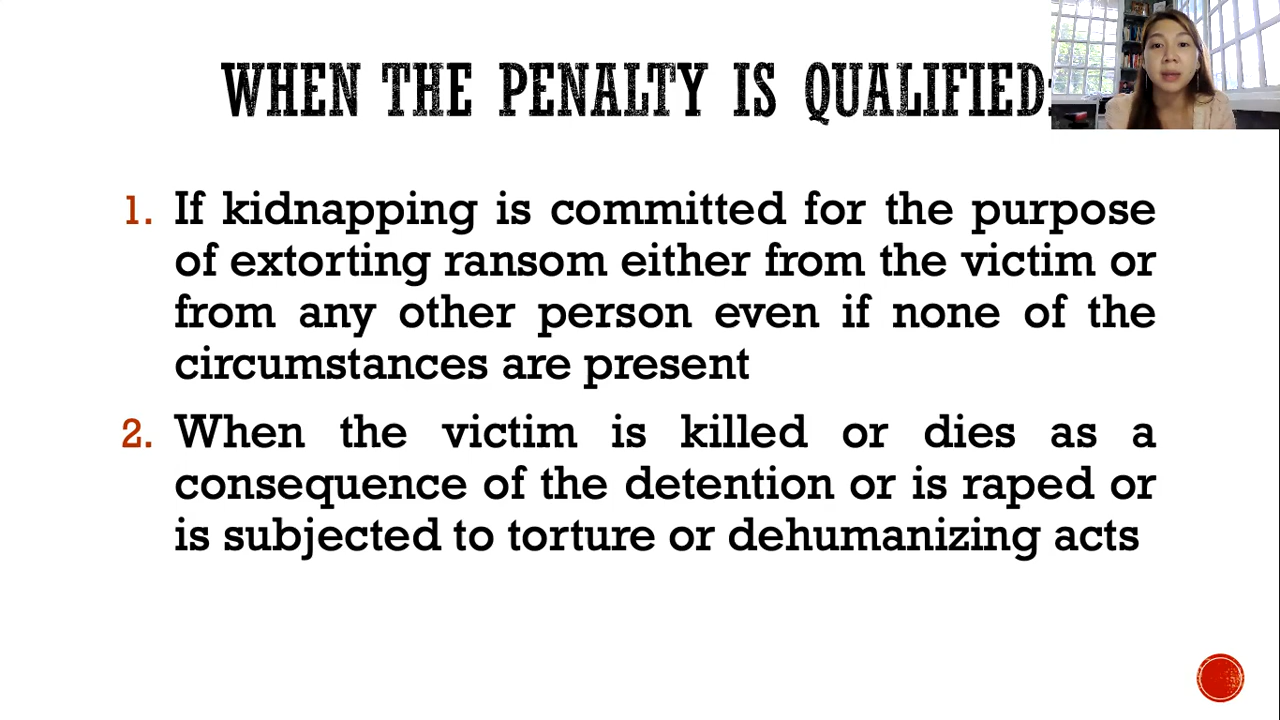 WHEN THE PENALTY IS QUALIFIED:
1. If kidnapping is committed for the purpose
of extorting ransom either from the victim or
from any other person even if none of the
circumstances are present
2. When the victim is killed or dies as a
consequence of the detention or is raped or
is subjected to torture or dehumanizing acts